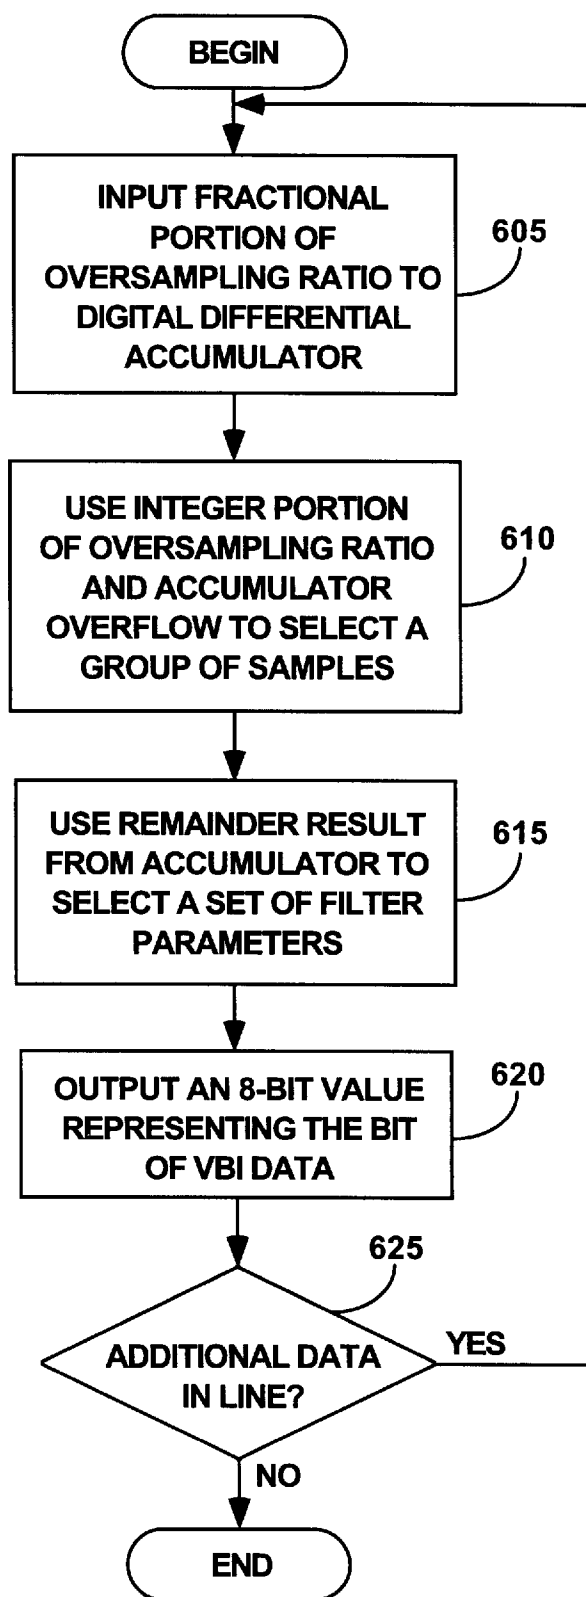 BEGIN
INPUT FRACTIONAL
PORTION OF
OVERSAMPLING RATIO TO
DIGITAL DIFFERENTIAL
ACCUMULATOR
605
USE INTEGER PORTION
OF OVERSAMPLING RATIO
AND ACCUMULATOR
OVERFLOW TO SELECT A
GROUP OF SAMPLES
610
USE REMAINDER RESULT
FROM ACCUMULATOR TO
SELECT A SET OF FILTER
PARAMETERS
615
OUTPUT AN 8-BIT VALUE
REPRESENTING THE BIT
OF VBI DATA
620
625
ADDITIONAL DATA
IN LINE?
YES
NO
END